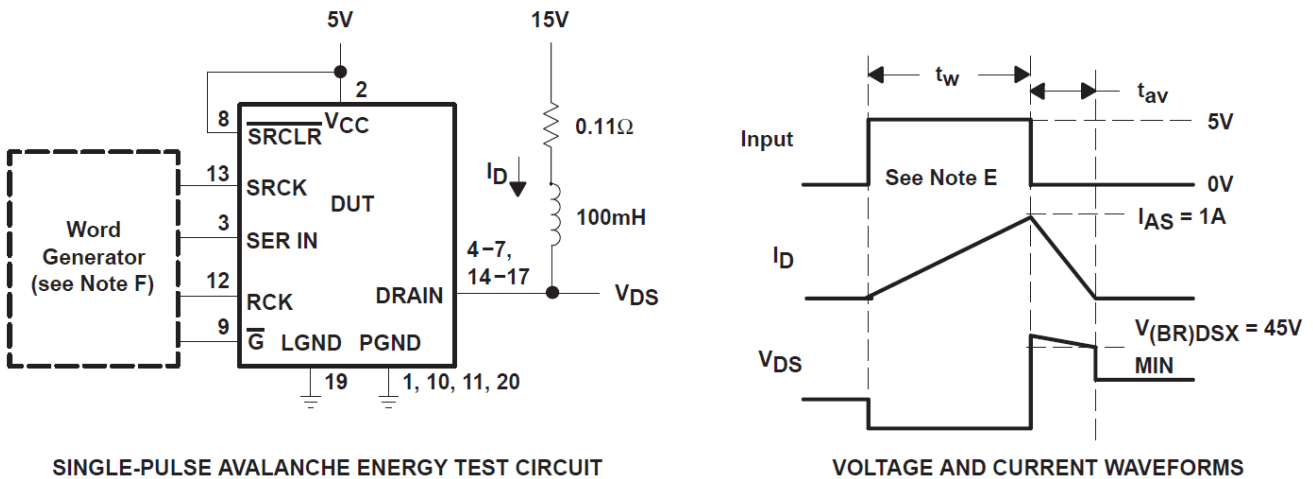 5V
15V
2
8
VCC
SRCLR
0.11Ω
13
SRCK
ID
DUT
100mH
Word
Generator
(see Note F)
3
SER IN
4−7,
14−17
12
RCK
DRAIN
VDS
9
G
LGND
PGND
19
1, 10, 11, 20
SINGLE-PULSE AVALANCHE ENERGY TEST CIRCUIT
tw
tav
Input
5V
See Note E
0V
IAS = 1A
ID
V(BR)DSX = 45V
MIN
VDS
VOLTAGE AND CURRENT WAVEFORMS